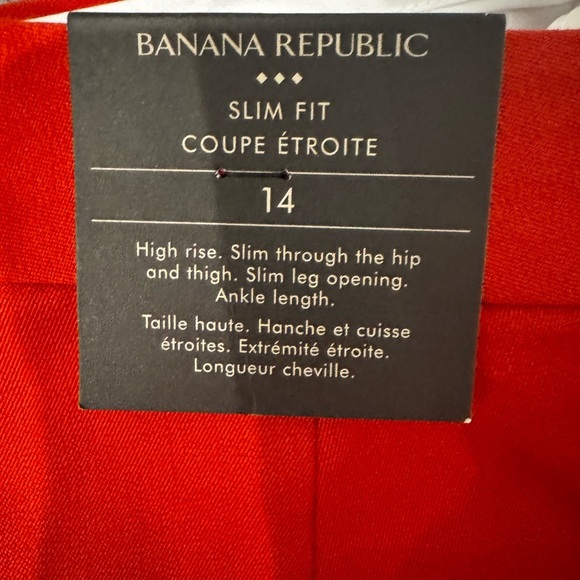 BANANA REPUBLIC
SLIM FIT
COUPE ÉTROITE
14
High rise. Slim through the hip
and thigh. Slim leg opening.
Ankle length.
Taille haute. Hanche et cuisse
étroites. Extrémité étroite.
Longueur cheville.